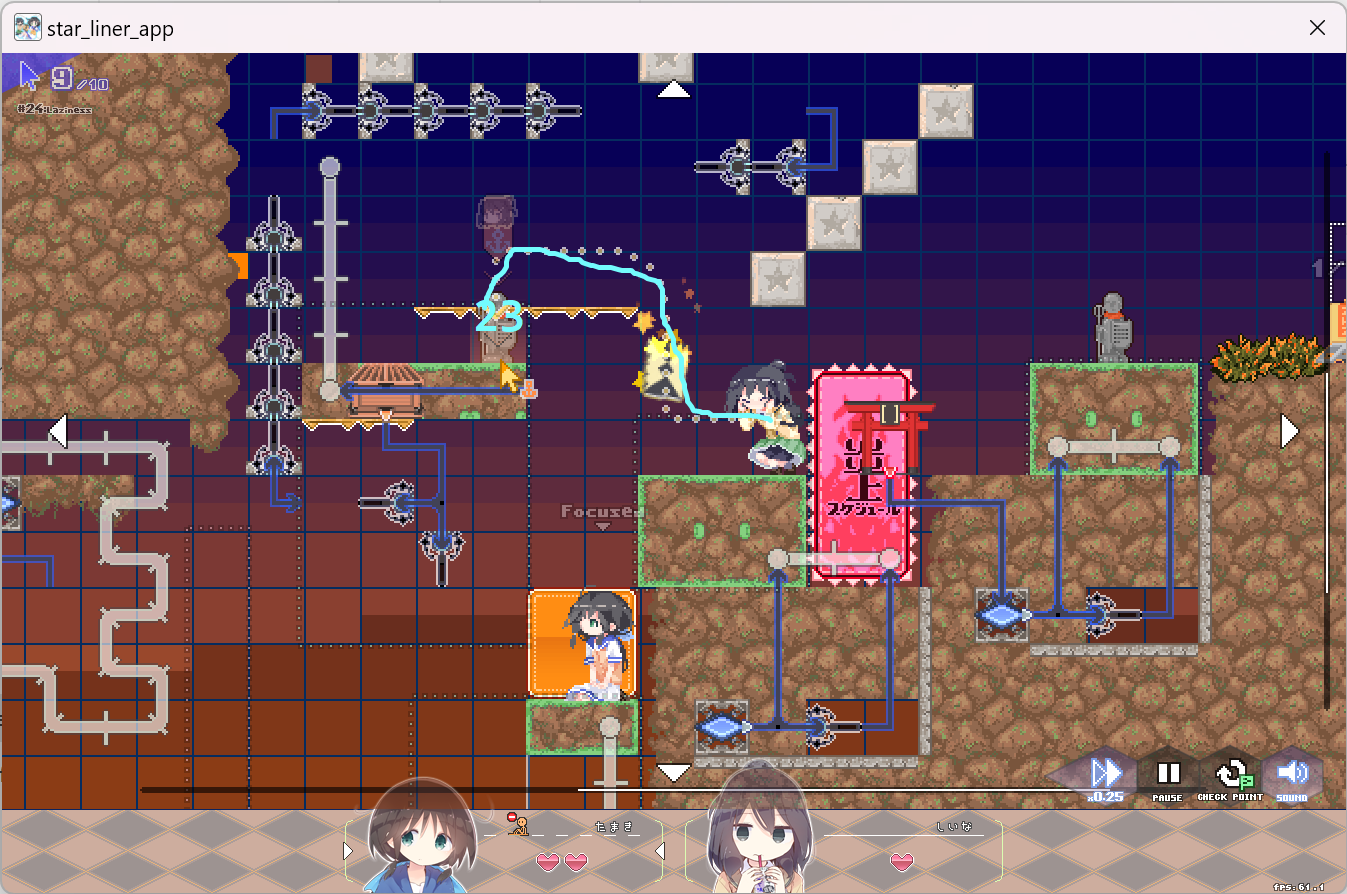 star_liner_app
9/10
#24:Laziness
23
Focused
スケジュール
x0.25
PAUSE
CHECK POINT
SOUND
たまき
しいな
fps:61.1